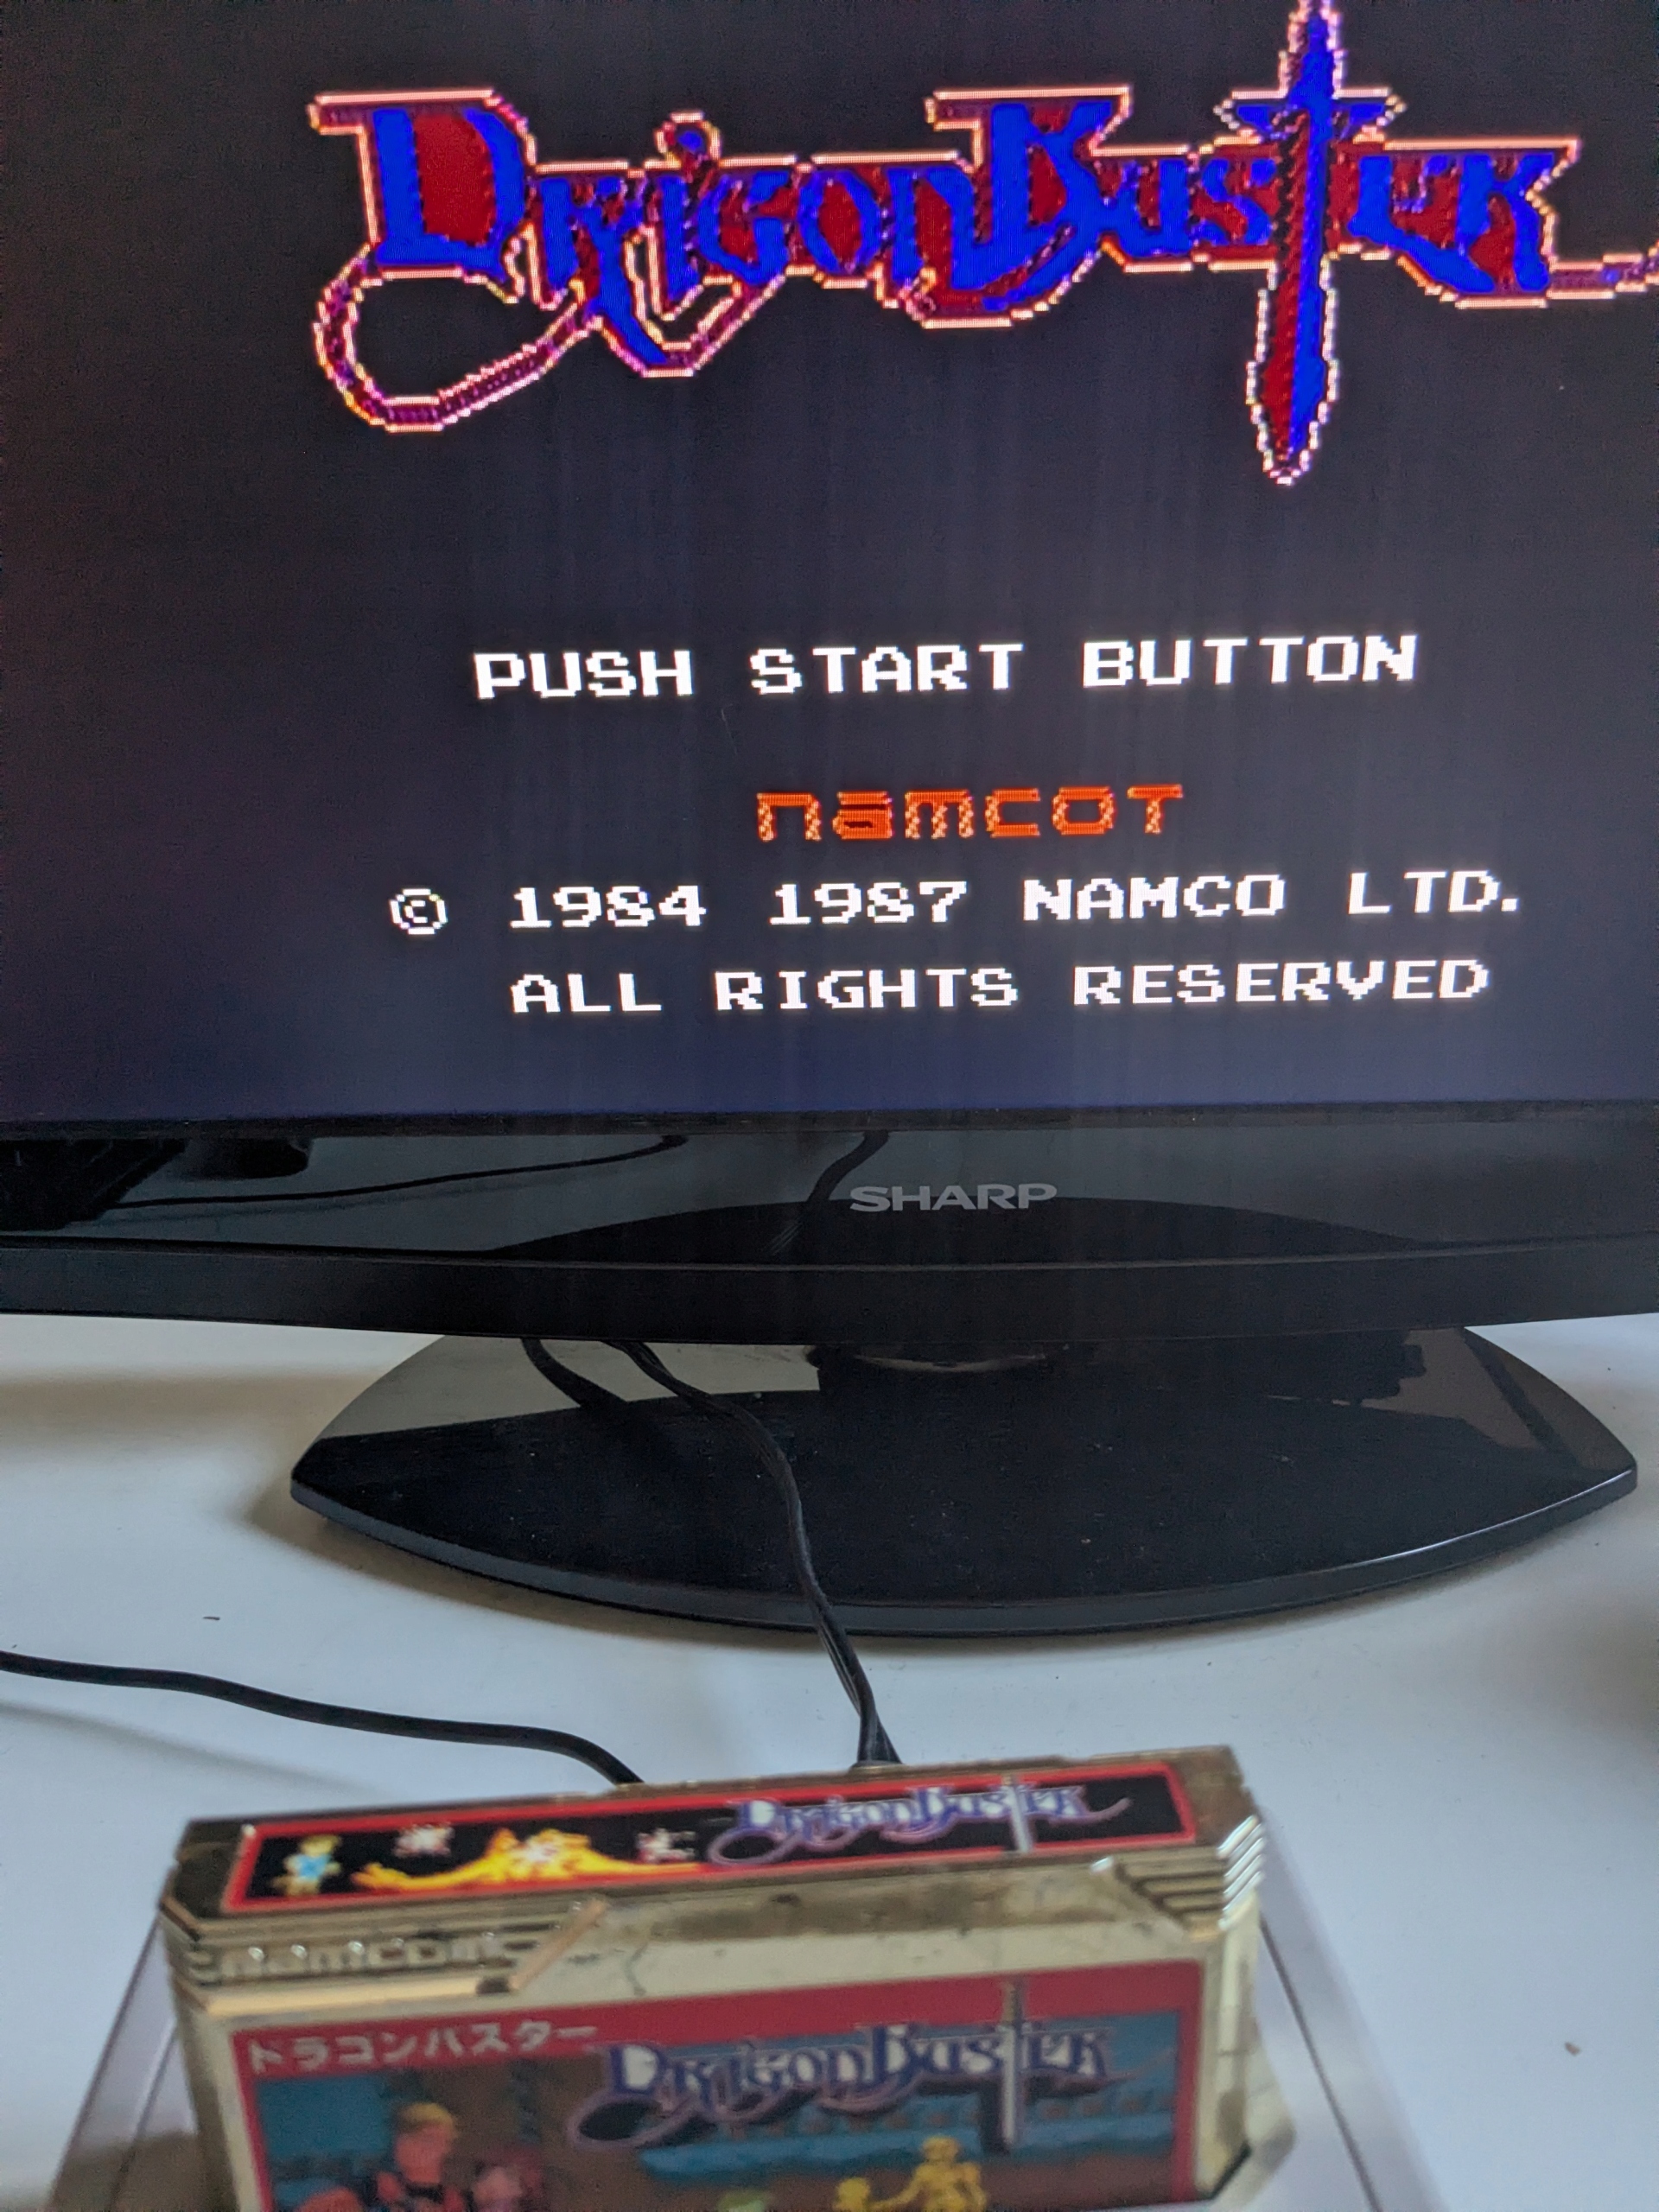 DragonBuster
PUSH START BUTTON
namcoT
© 1984 1987 NAMCO LTD.
ALL RIGHTS RESERVED
SHARP
DragonBuster
namcot
ドラゴンバスター
DragonBuster